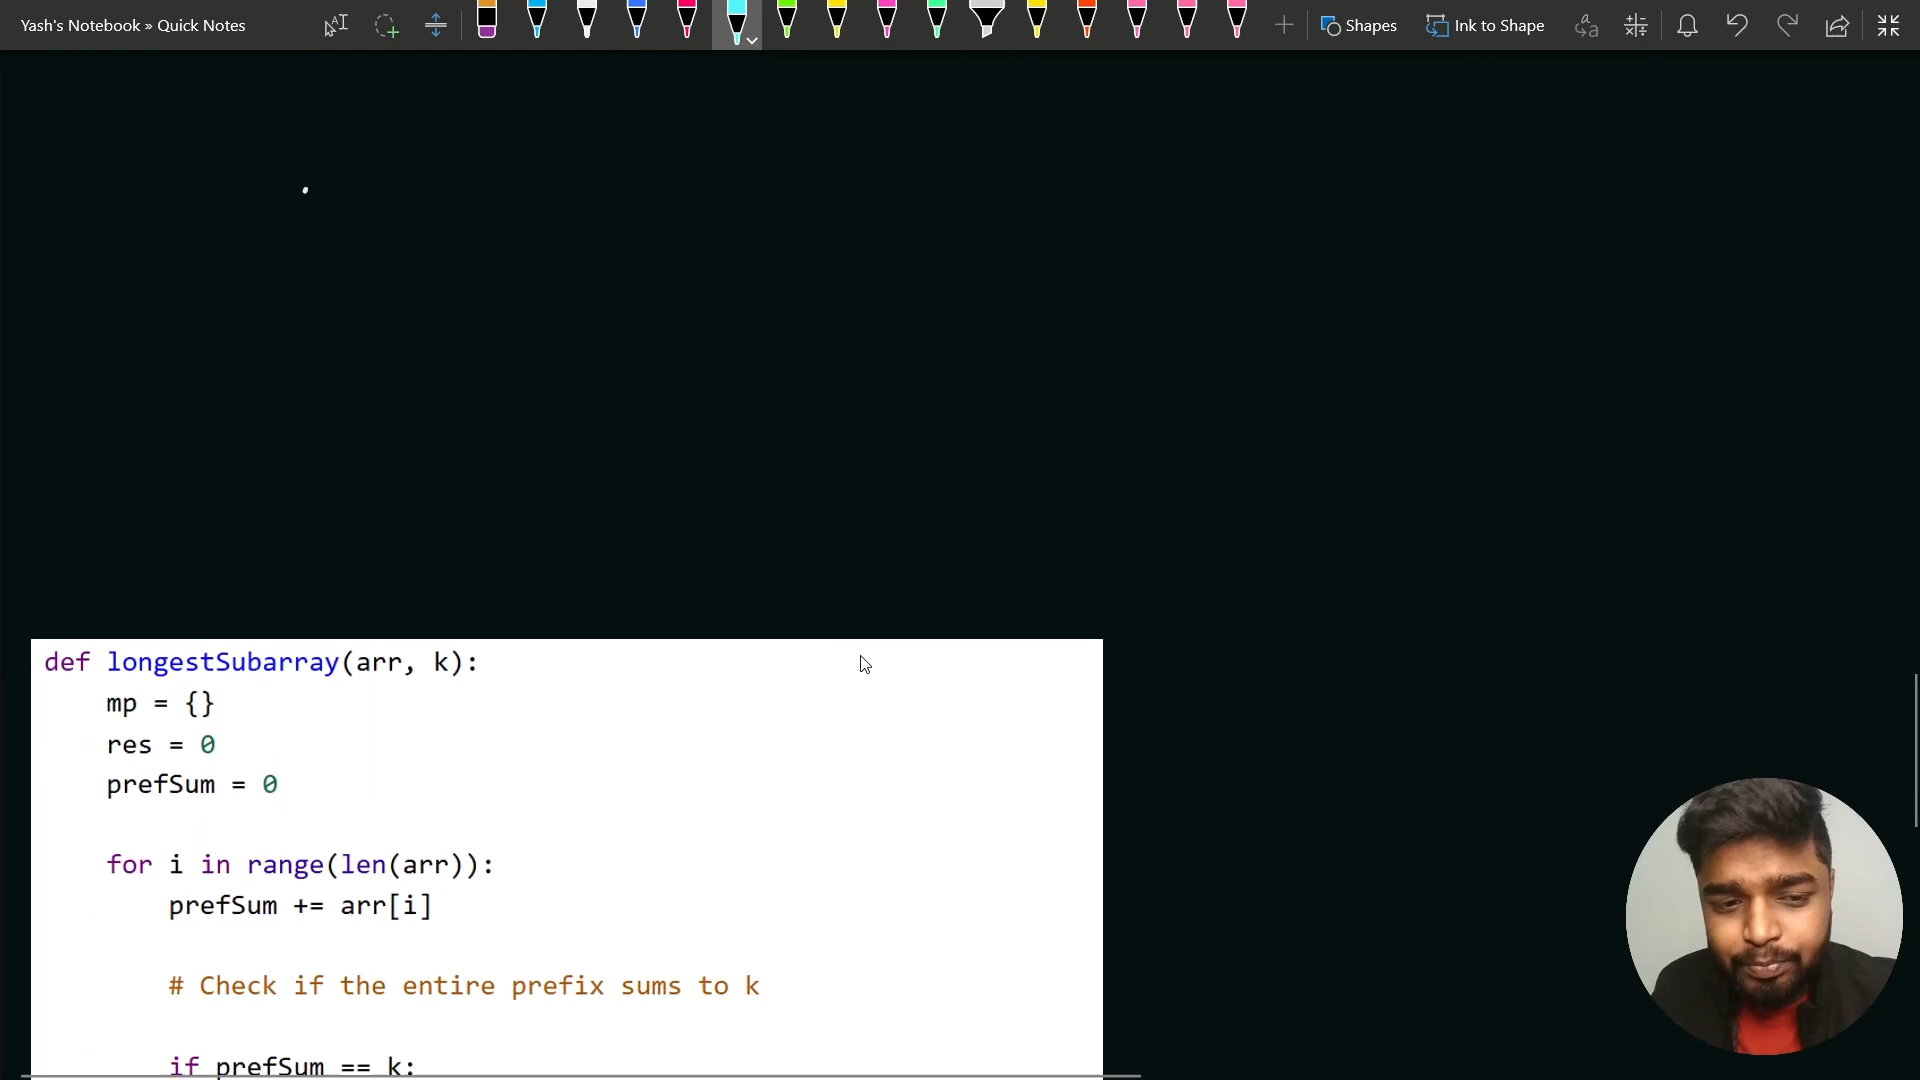 Yash's Notebook » Quick Notes
Shapes
Ink to Shape
def longestSubarray(arr, k):
    mp = {}
    res = 0
    prefSum = 0
    for i in range(len(arr)):
        prefSum += arr[i]
        # Check if the entire prefix sums to k
        if prefSum == k: